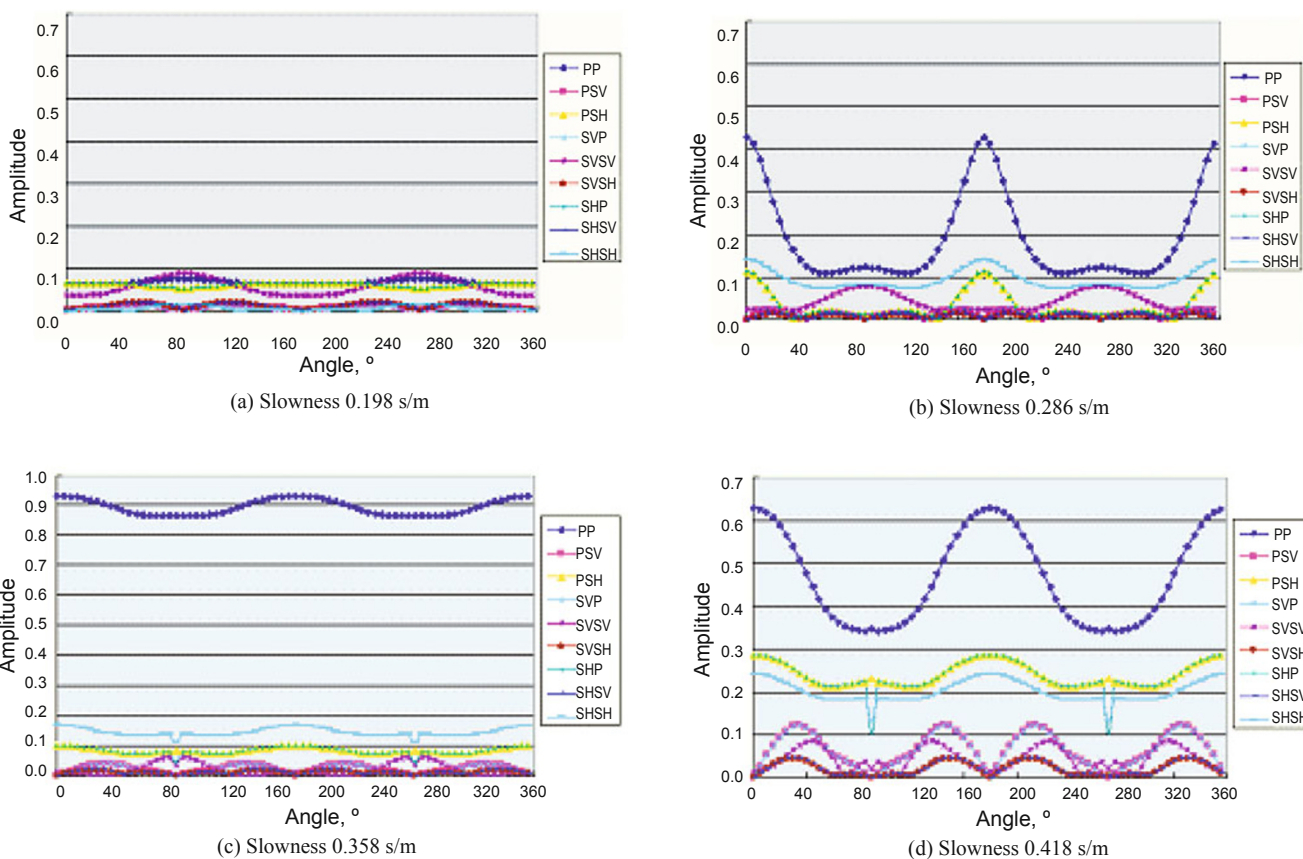 0.7
0.6
0.5
0.4
0.3
0.2
0.1
0.0
Amplitude
0 40 80 120 160 200 240 280 320 360
Angle, º
PP
PSV
PSH
SVP
SVSV
SVSH
SHP
SHSV
SHSH
(a) Slowness 0.198 s/m
0.7
0.6
0.5
0.4
0.3
0.2
0.1
0.0
Amplitude
0 40 80 120 160 200 240 280 320 360
Angle, º
PP
PSV
PSH
SVP
SVSV
SVSH
SHP
SHSV
SHSH
(b) Slowness 0.286 s/m
1.0
0.9
0.8
0.7
0.6
0.5
0.4
0.3
0.2
0.1
0.0
Amplitude
0 40 80 120 160 200 240 280 320 360
Angle, º
PP
PSV
PSH
SVP
SVSV
SVSH
SHP
SHSV
SHSH
(c) Slowness 0.358 s/m
0.7
0.6
0.5
0.4
0.3
0.2
0.1
0.0
Amplitude
0 40 80 120 160 200 240 280 320 360
Angle, º
PP
PSV
PSH
SVP
SVSV
SVSH
SHP
SHSV
SHSH
(d) Slowness 0.418 s/m